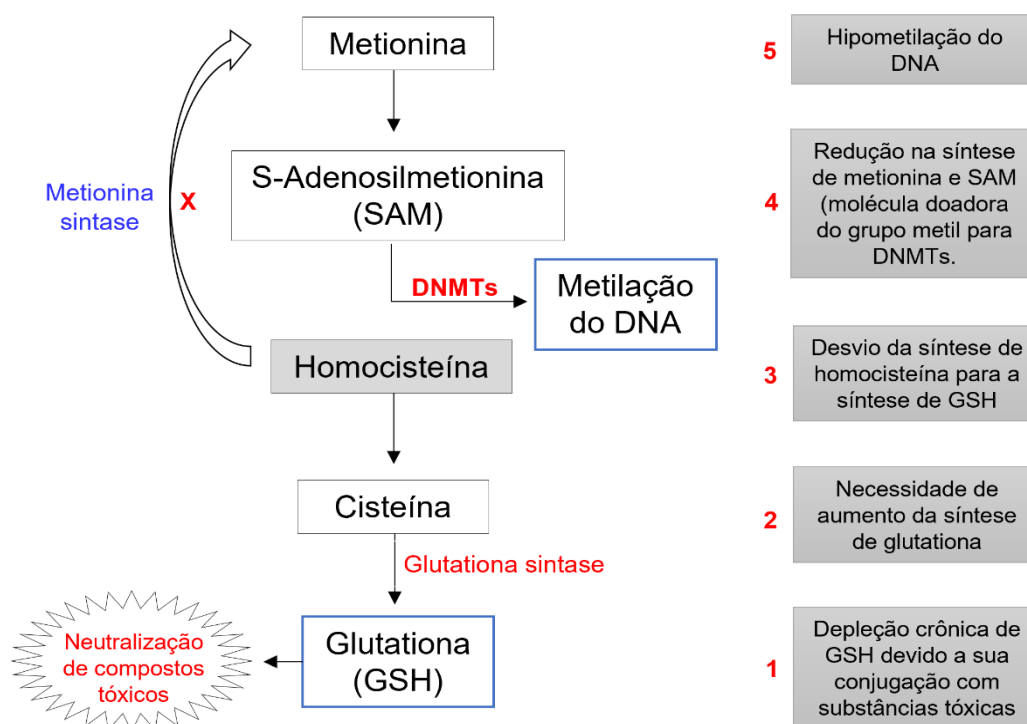 Metionina
S-Adenosilmetionina
(SAM)
Metionina
sintase
X
DNMTs
Metilação
do DNA
Homocisteína
Cisteína
Glutationa sintase
Glutationa
(GSH)
Neutralização
de compostos
tóxicos
5
Hipometilação do
DNA
4
Redução na síntese
de metionina e SAM
(molécula doadora
do grupo metil para
DNMTs.
3
Desvio da síntese de
homocisteína para a
síntese de GSH
2
Necessidade de
aumento da síntese
de glutationa
1
Depleção crônica de
GSH devido a sua
conjugação com
substâncias tóxicas